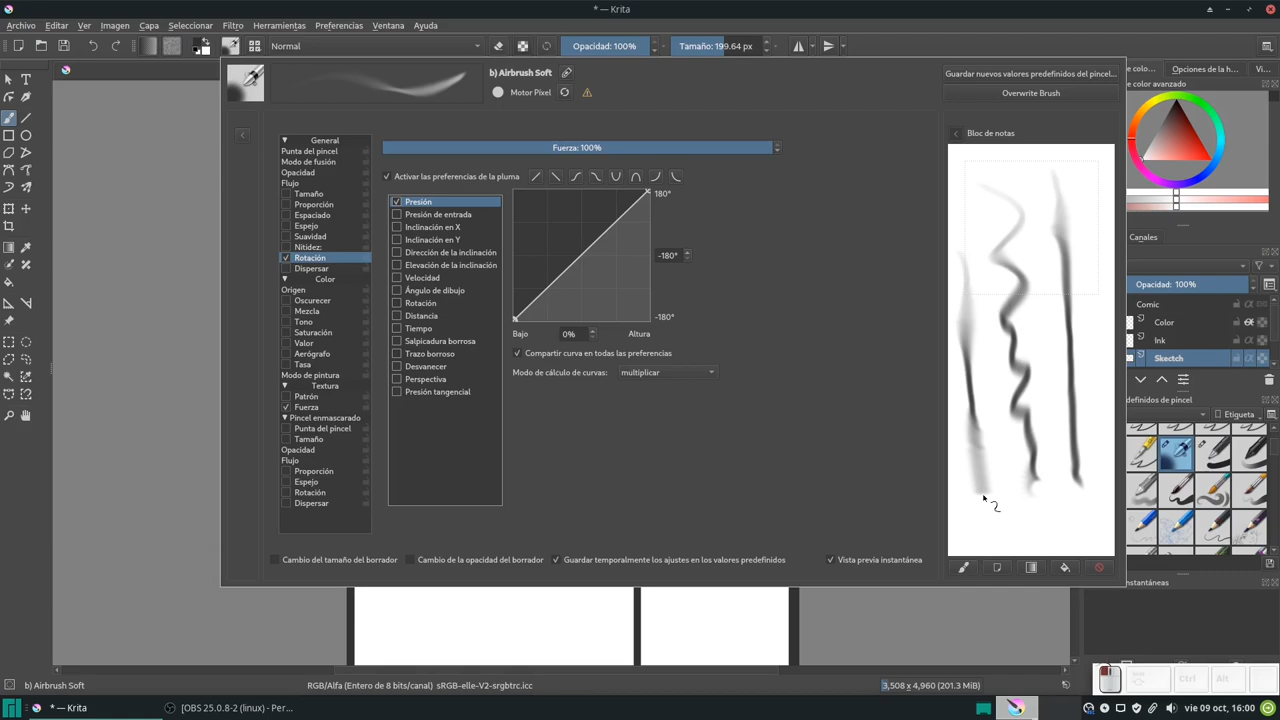 * — Krita
Archivo Editar Ver Imagen Capa Seleccionar Filtro Herramientas Preferencias Ventana Ayuda
Normal Opacidad: 100% Tamaño: 199.64 px
b) Airbrush Soft
Guardar nuevos valores predefinidos del pincel...
Motor Pixel
Overwrite Brush
Opciones de la h... Vi...
e color avanzado
Bloc de notas
General
Punta del pincel
Modo de fusión
Opacidad
Flujo
Tamaño
Proporción
Espaciado
Espejo
Suavidad
Nitidez:
Rotación
Dispersar
Color
Origen
Oscurecer
Mezcla
Tono
Saturación
Valor
Aerógrafo
Tasa
Modo de pintura
Textura
Patrón
Fuerza
Pincel enmascarado
Punta del pincel
Tamaño
Opacidad
Flujo
Proporción
Espejo
Rotación
Dispersar
Fuerza: 100%
Activar las preferencias de la pluma
Presión
Presión de entrada
Inclinación en X
Inclinación en Y
Dirección de la inclinación
Elevación de la inclinación
Velocidad
Ángulo de dibujo
Rotación
Distancia
Tiempo
Salpicadura borrosa
Trazo borroso
Desvanecer
Perspectiva
Presión tangencial
180°
-180°
-180°
Bajo 0% Altura
Compartir curva en todas las preferencias
Modo de cálculo de curvas: multiplicar
Canales
Opacidad: 100%
Comic
Color
Ink
Skectch
definidos de pincel
Etiqueta
Cambio del tamaño del borrador Cambio de la opacidad del borrador Guardar temporalmente los ajustes en los valores predefinidos Vista previa instantánea
instantáneas
b) Airbrush Soft RGB/Alfa (Entero de 8 bits/canal) sRGB-elle-V2-srgbtrc.icc 3,508 x 4,960 (201.3 MiB)
Ctrl Alt
* — Krita [OBS 25.0.8-2 (linux) - Per... vie 09 oct, 16:00